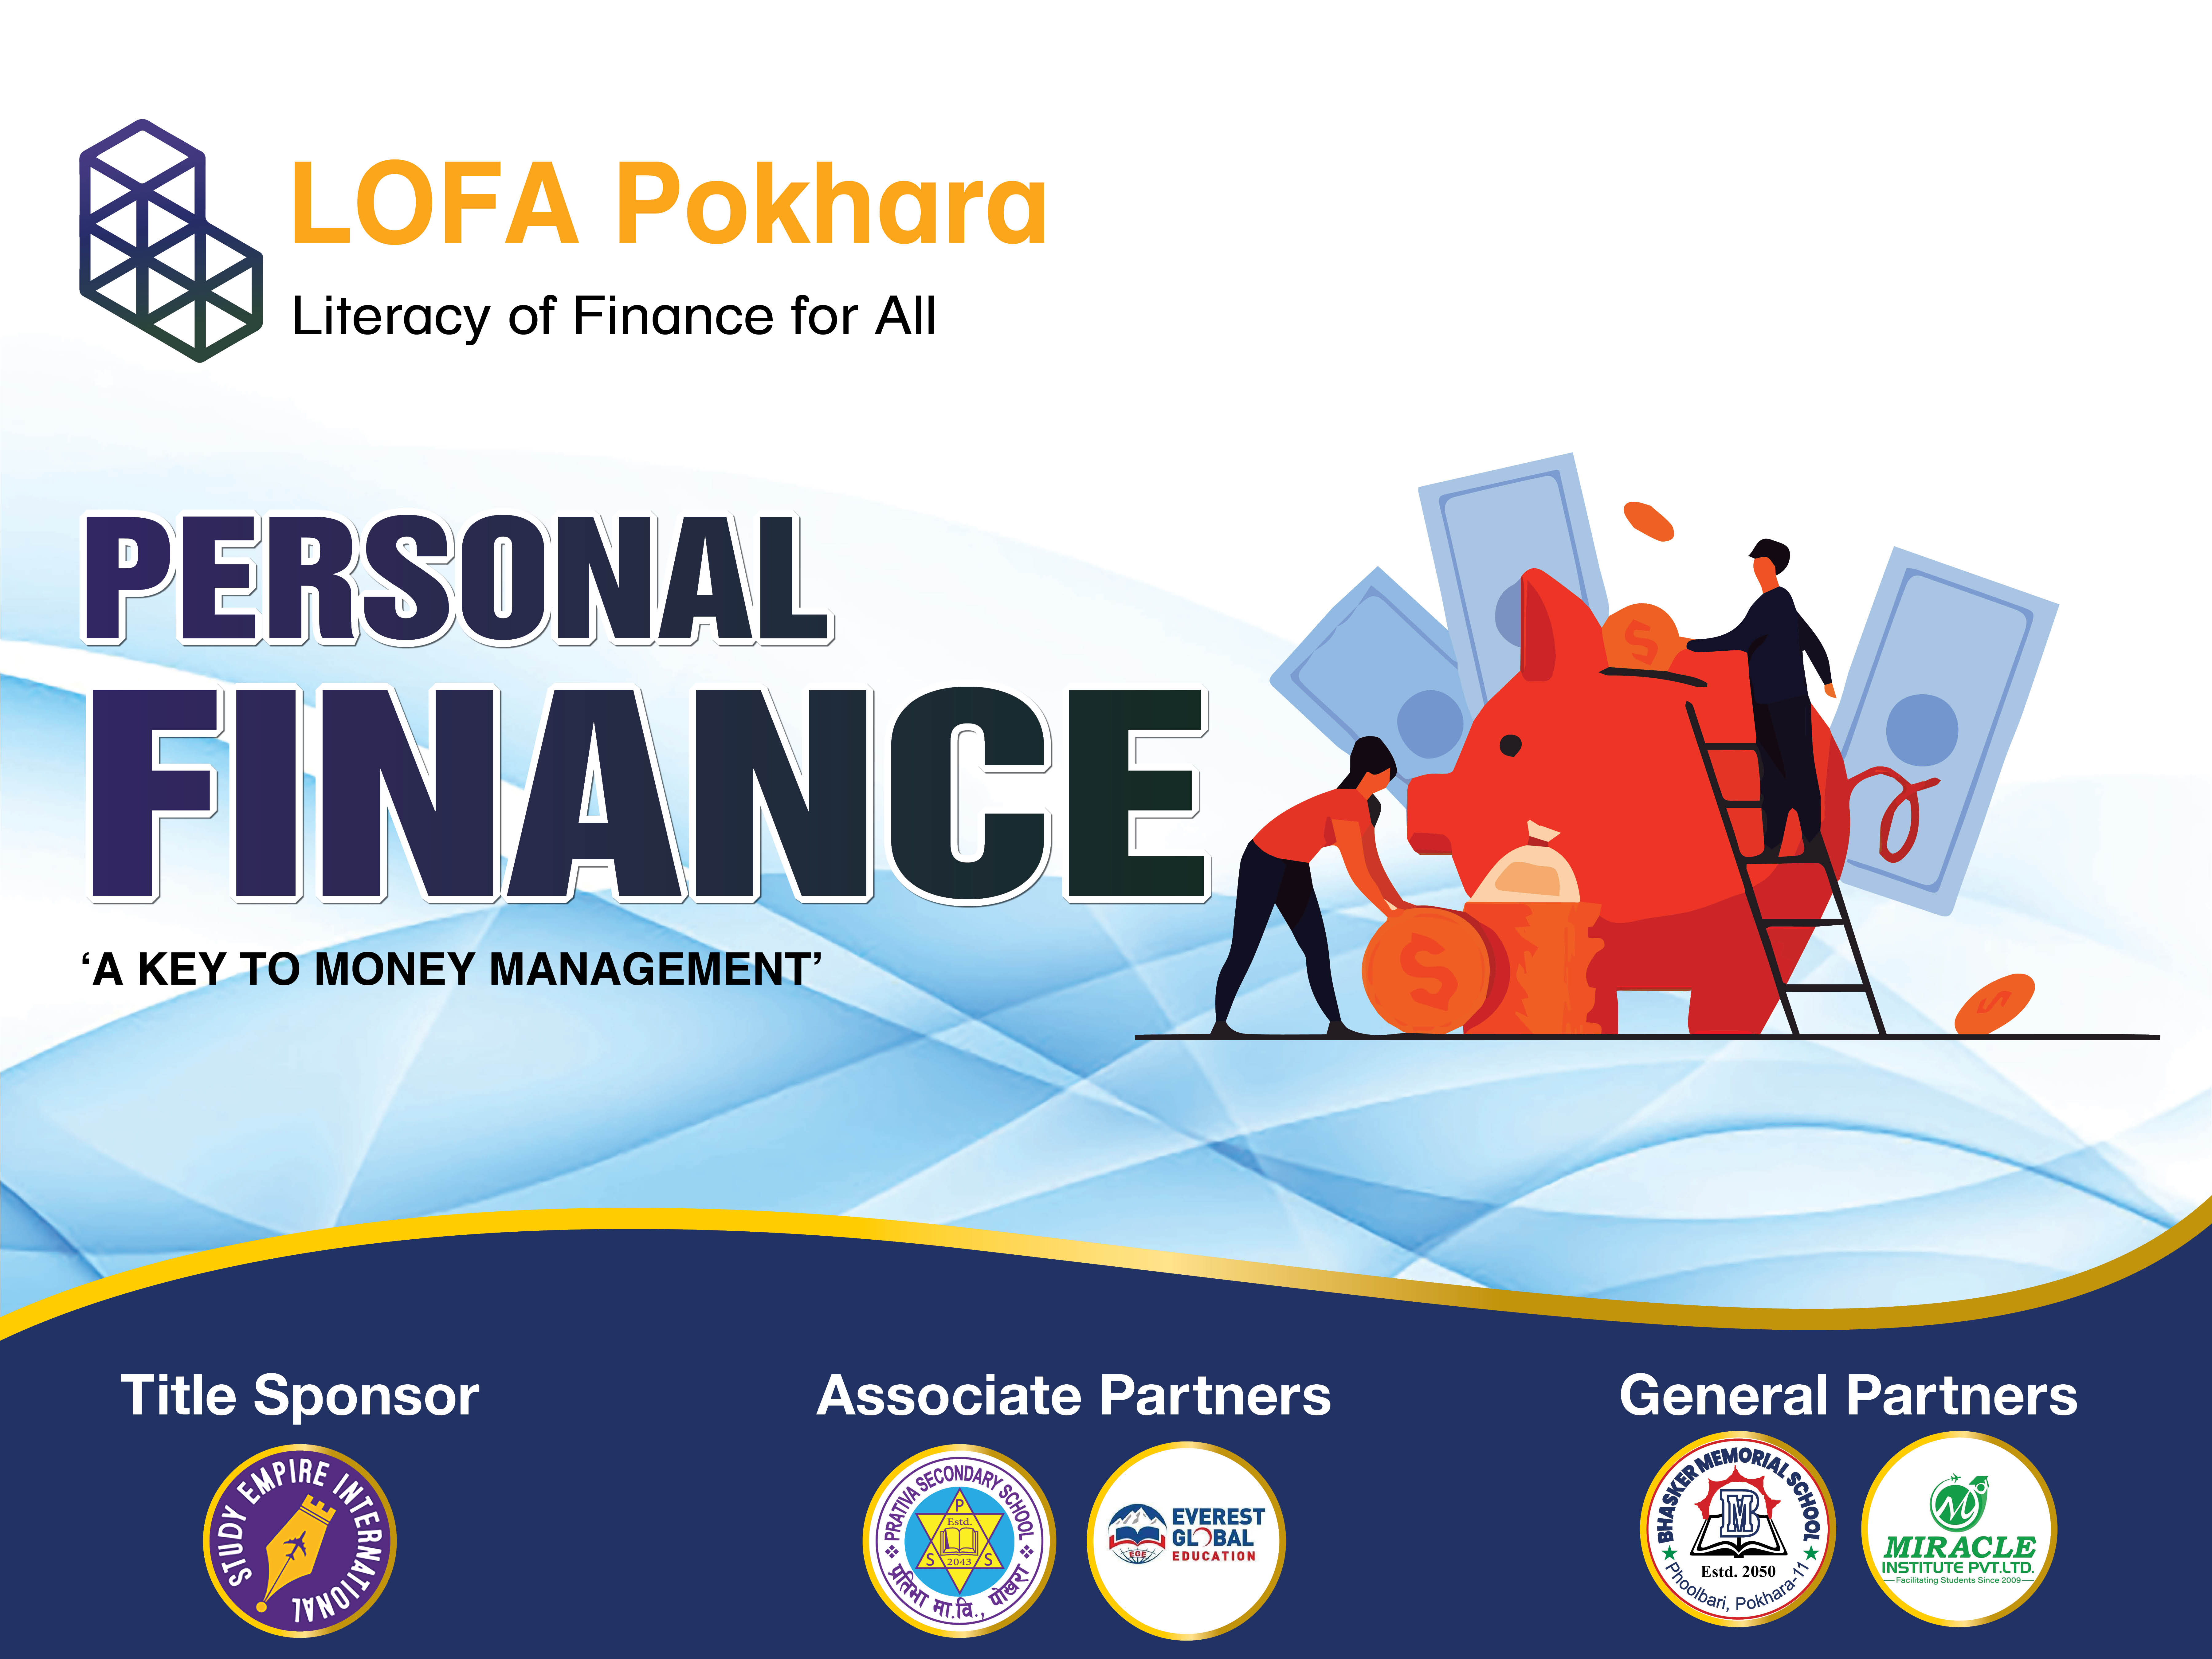 LOFA Pokhara
Literacy of Finance for All
PERSONAL
FINANCE
‘A KEY TO MONEY MANAGEMENT’
$
$
$
Title Sponsor
Associate Partners
General Partners
STUDY EMPIRE INTERNATIONAL
PRATIVA SECONDARY SCHOOL
P
Estd.
S 2043 S
प्रतिभा मा.वि., पोखरा
EVEREST
GLOBAL
EDUCATION
EGE
BHASKER MEMORIAL SCHOOL
BM
Estd. 2050
Phoolbari, Pokhara-11
M
MIRACLE
INSTITUTE PVT.LTD.
Facilitating Students Since 2009